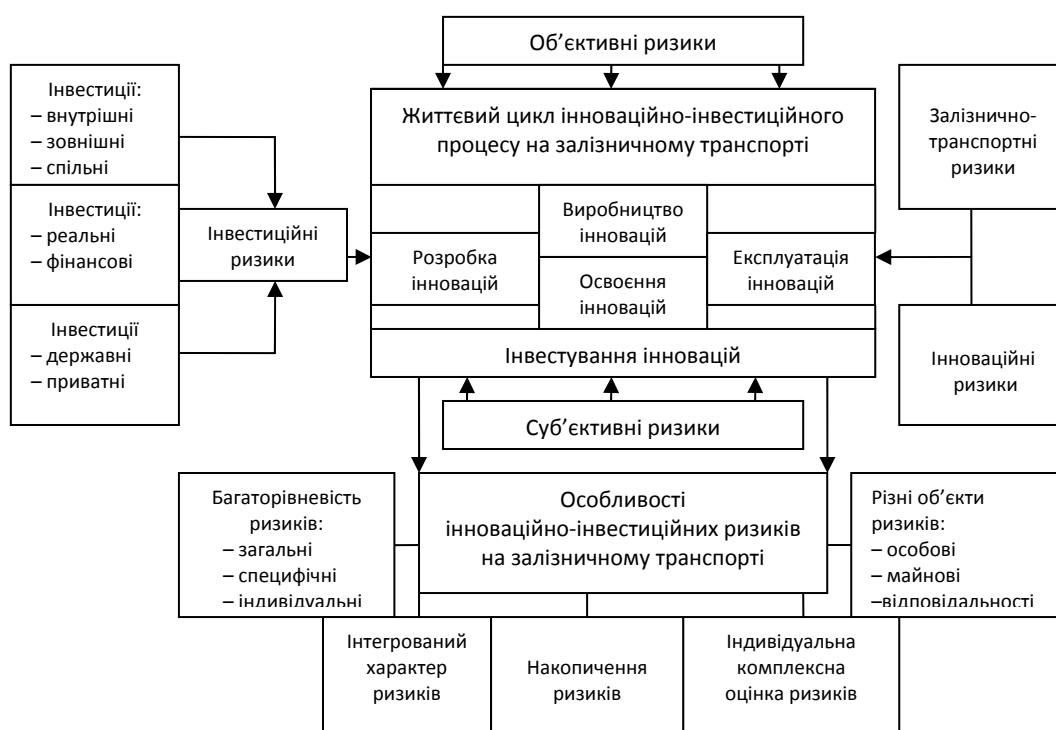 Об’єктивні ризики
Інвестиції:
– внутрішні
– зовнішні
– спільні
Життєвий цикл інноваційно-інвестиційного
процесу на залізничному транспорті
Залізнично-
транспортні
ризики
Інвестиції:
– реальні
– фінансові
Інвестиційні
ризики
Розробка
інновацій
Виробництво
інновацій
Освоєння
інновацій
Експлуатація
інновацій
Інвестиції
– державні
– приватні
Інвестування інновацій
Інноваційні
ризики
Суб’єктивні ризики
Багаторівневість
ризиків:
– загальні
– специфічні
– індивідуальні
Особливості
інноваційно-інвестиційних ризиків
на залізничному транспорті
Різні об’єкти
ризиків:
– особові
– майнові
–відповідальності
Інтегрований
характер
ризиків
Накопичення
ризиків
Індивідуальна
комплексна
оцінка ризиків